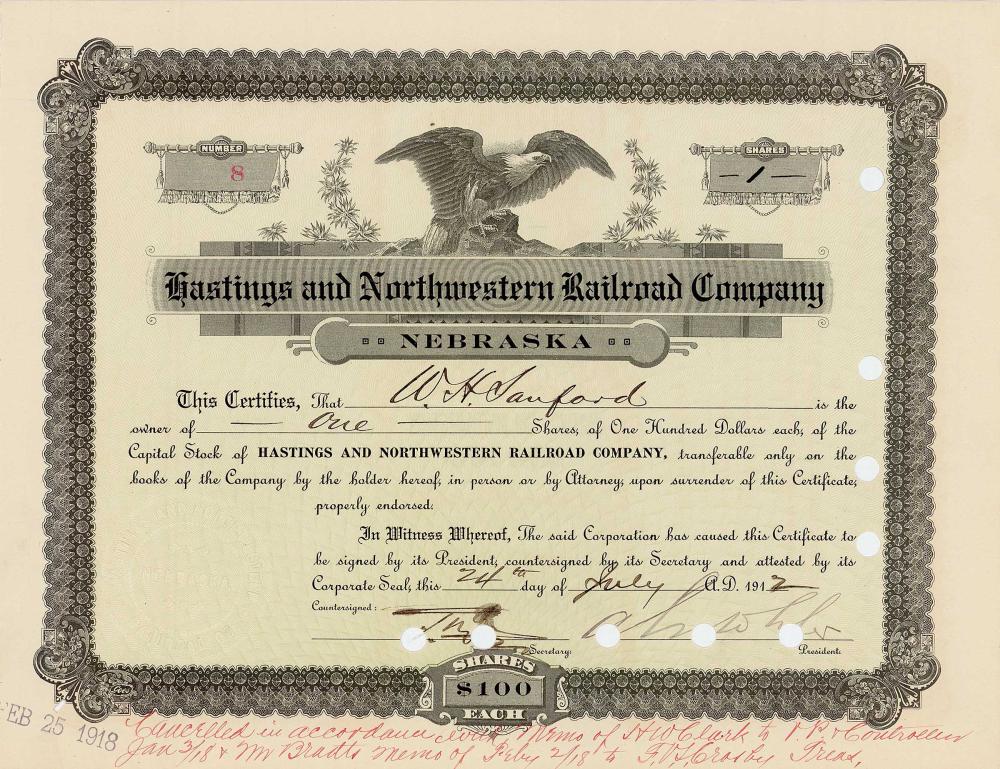 NUMBER
8
SHARES
– 1 –
Hastings and Northwestern Railroad Company
NEBRASKA
This Certifies, That W. H. Sanford is the
owner of — One — Shares, of One Hundred Dollars each, of the
Capital Stock of HASTINGS AND NORTHWESTERN RAILROAD COMPANY, transferable only on the
books of the Company by the holder hereof, in person or by Attorney, upon surrender of this Certificate,
properly endorsed.
In Witness Whereof, The said Corporation has caused this Certificate to
be signed by its President, countersigned by its Secretary and attested by its
Corporate Seal, this 24th day of July A.D. 1912
Countersigned:
Secretary.
President.
SHARES
$100
EACH
FEB 25 1918
Cancelled in accordance with Memo of H W Clark to V. P. & Controller
Jan 3/18 & Mr Bradts memo of Feby 2/18 to F. V. S. Crosby Treas,